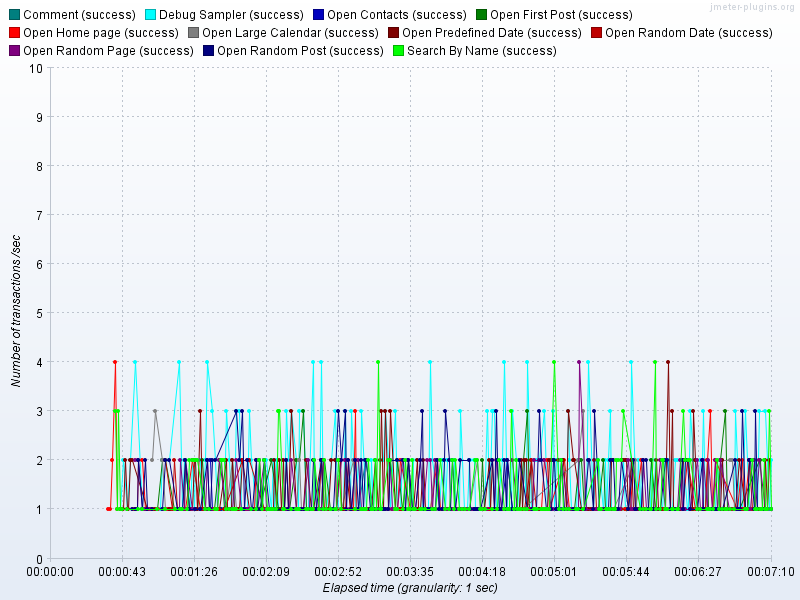 jmeter-plugins.org
Comment (success) Debug Sampler (success) Open Contacts (success) Open First Post (success)
Open Home page (success) Open Large Calendar (success) Open Predefined Date (success) Open Random Date (success)
Open Random Page (success) Open Random Post (success) Search By Name (success)
10
9
8
7
6
5
4
3
2
1
0
Number of transactions /sec
00:00:00 00:00:43 00:01:26 00:02:09 00:02:52 00:03:35 00:04:18 00:05:01 00:05:44 00:06:27 00:07:10
Elapsed time (granularity: 1 sec)